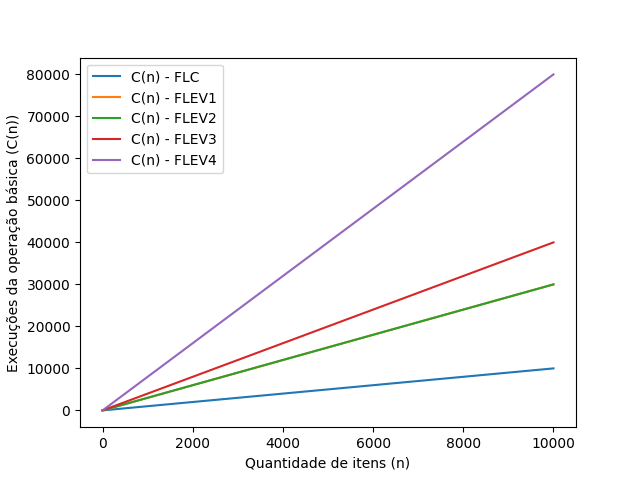 C(n) - FLC
C(n) - FLEV1
C(n) - FLEV2
C(n) - FLEV3
C(n) - FLEV4
Execuções da operação básica (C(n))
80000
70000
60000
50000
40000
30000
20000
10000
0
0 2000 4000 6000 8000 10000
Quantidade de itens (n)